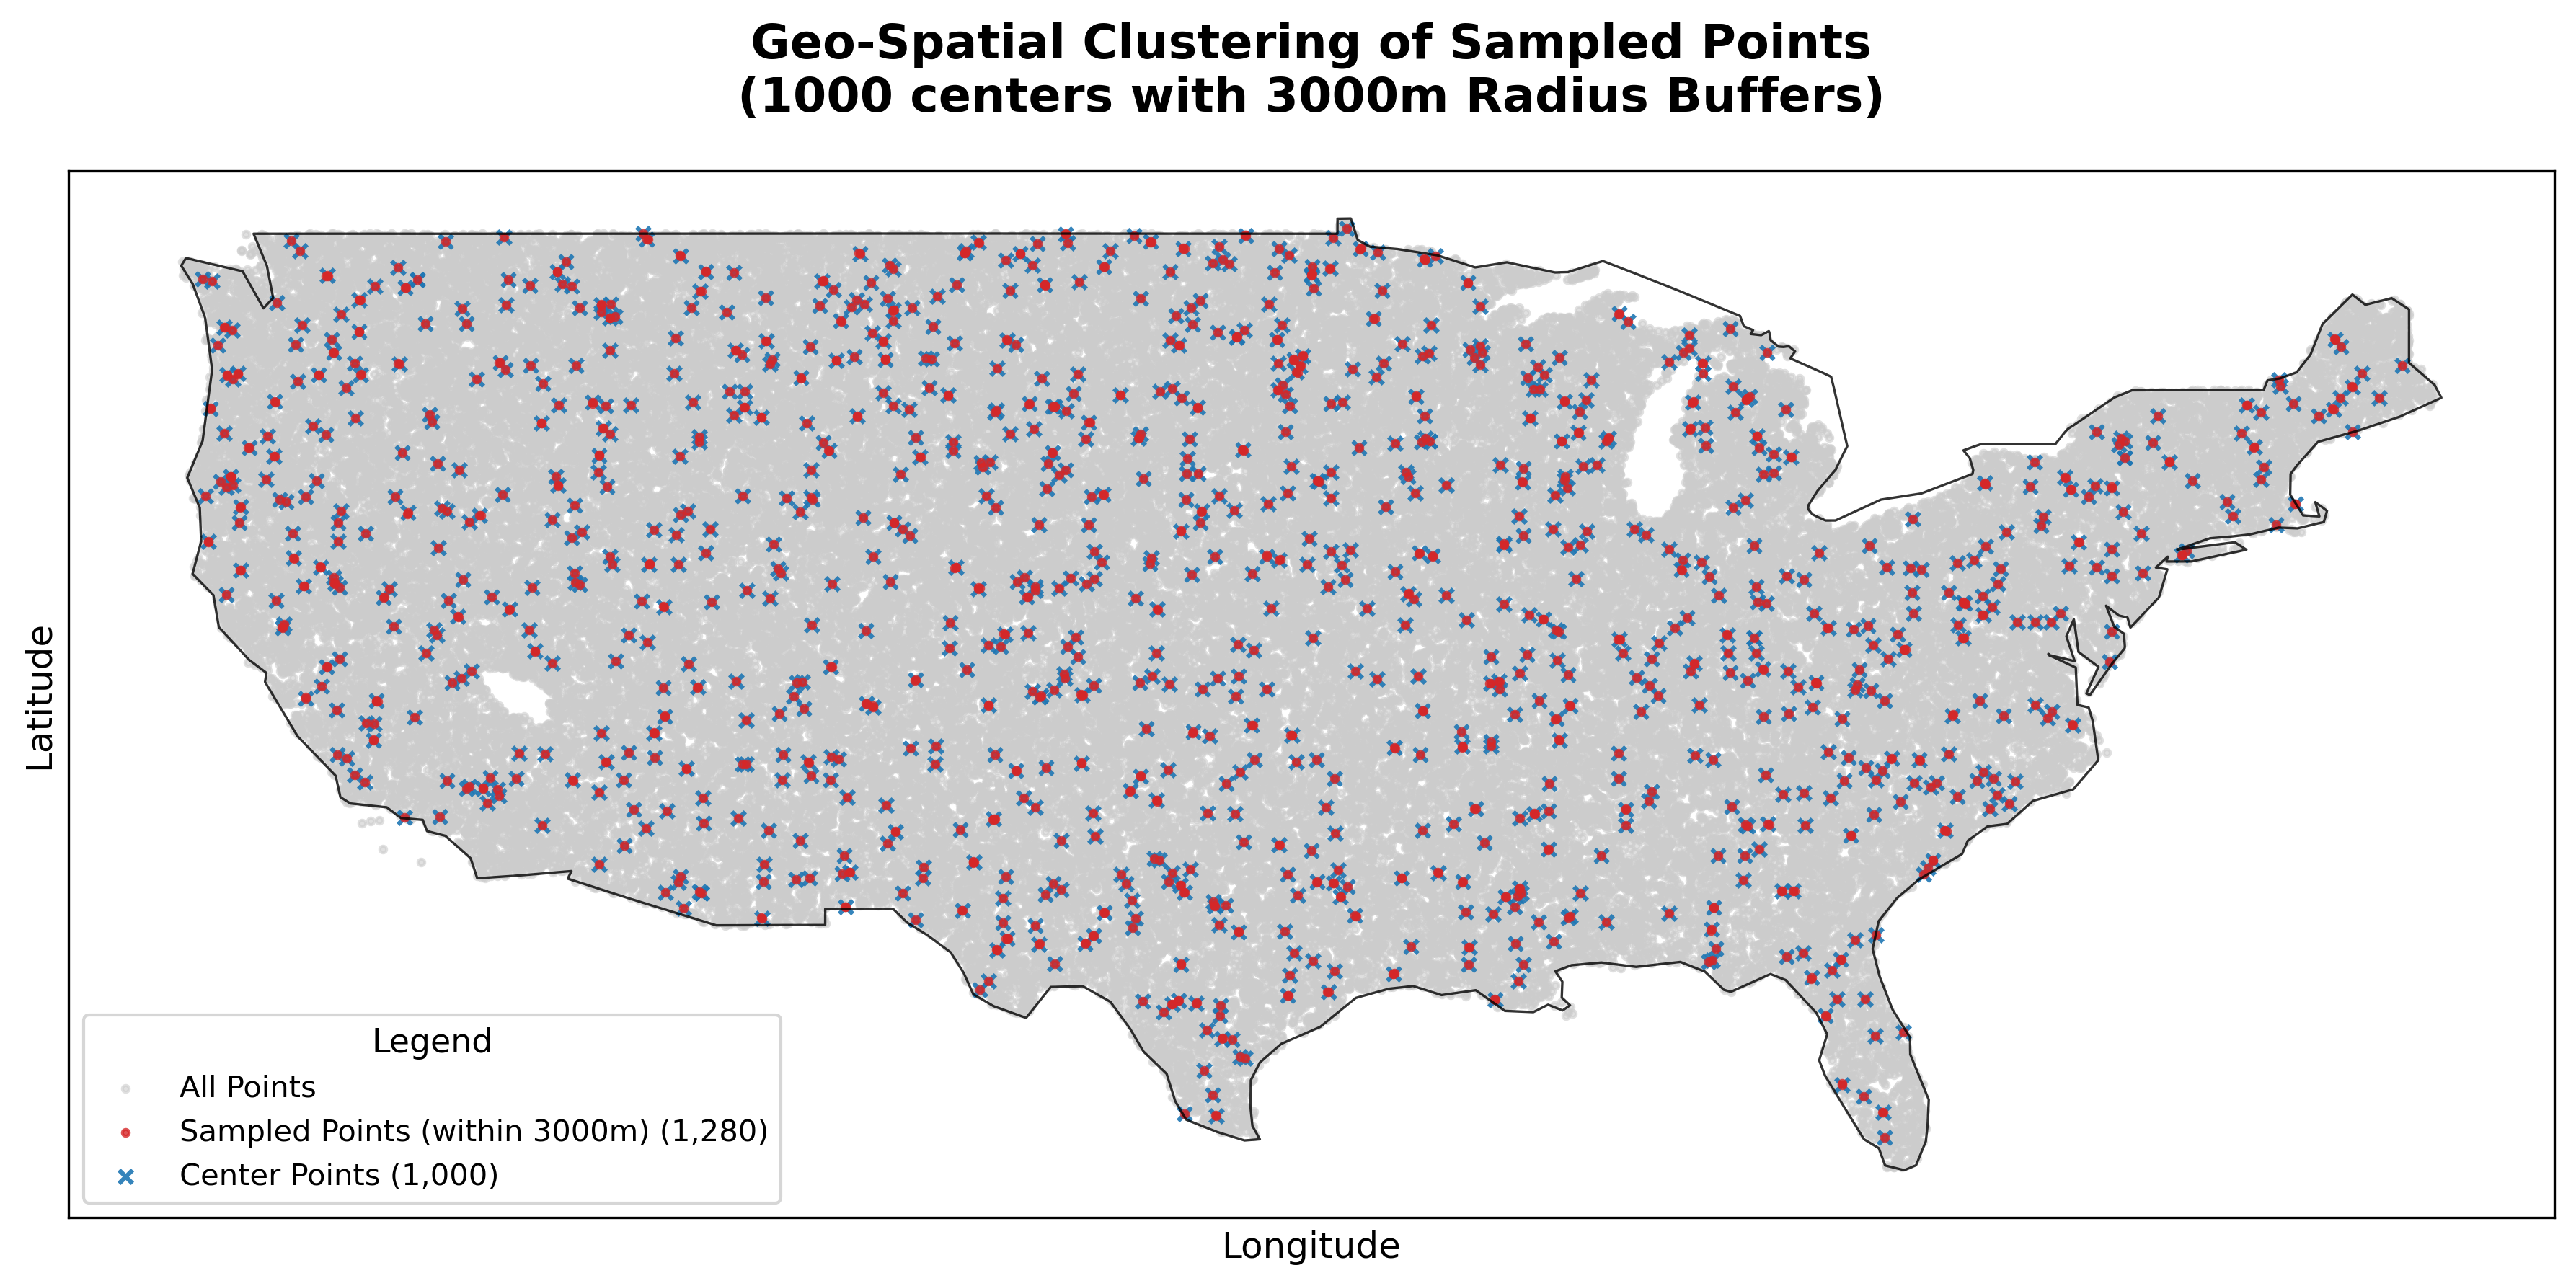 Geo-Spatial Clustering of Sampled Points
(1000 centers with 3000m Radius Buffers)
Latitude
Legend
All Points
Sampled Points (within 3000m) (1,280)
Center Points (1,000)
Longitude